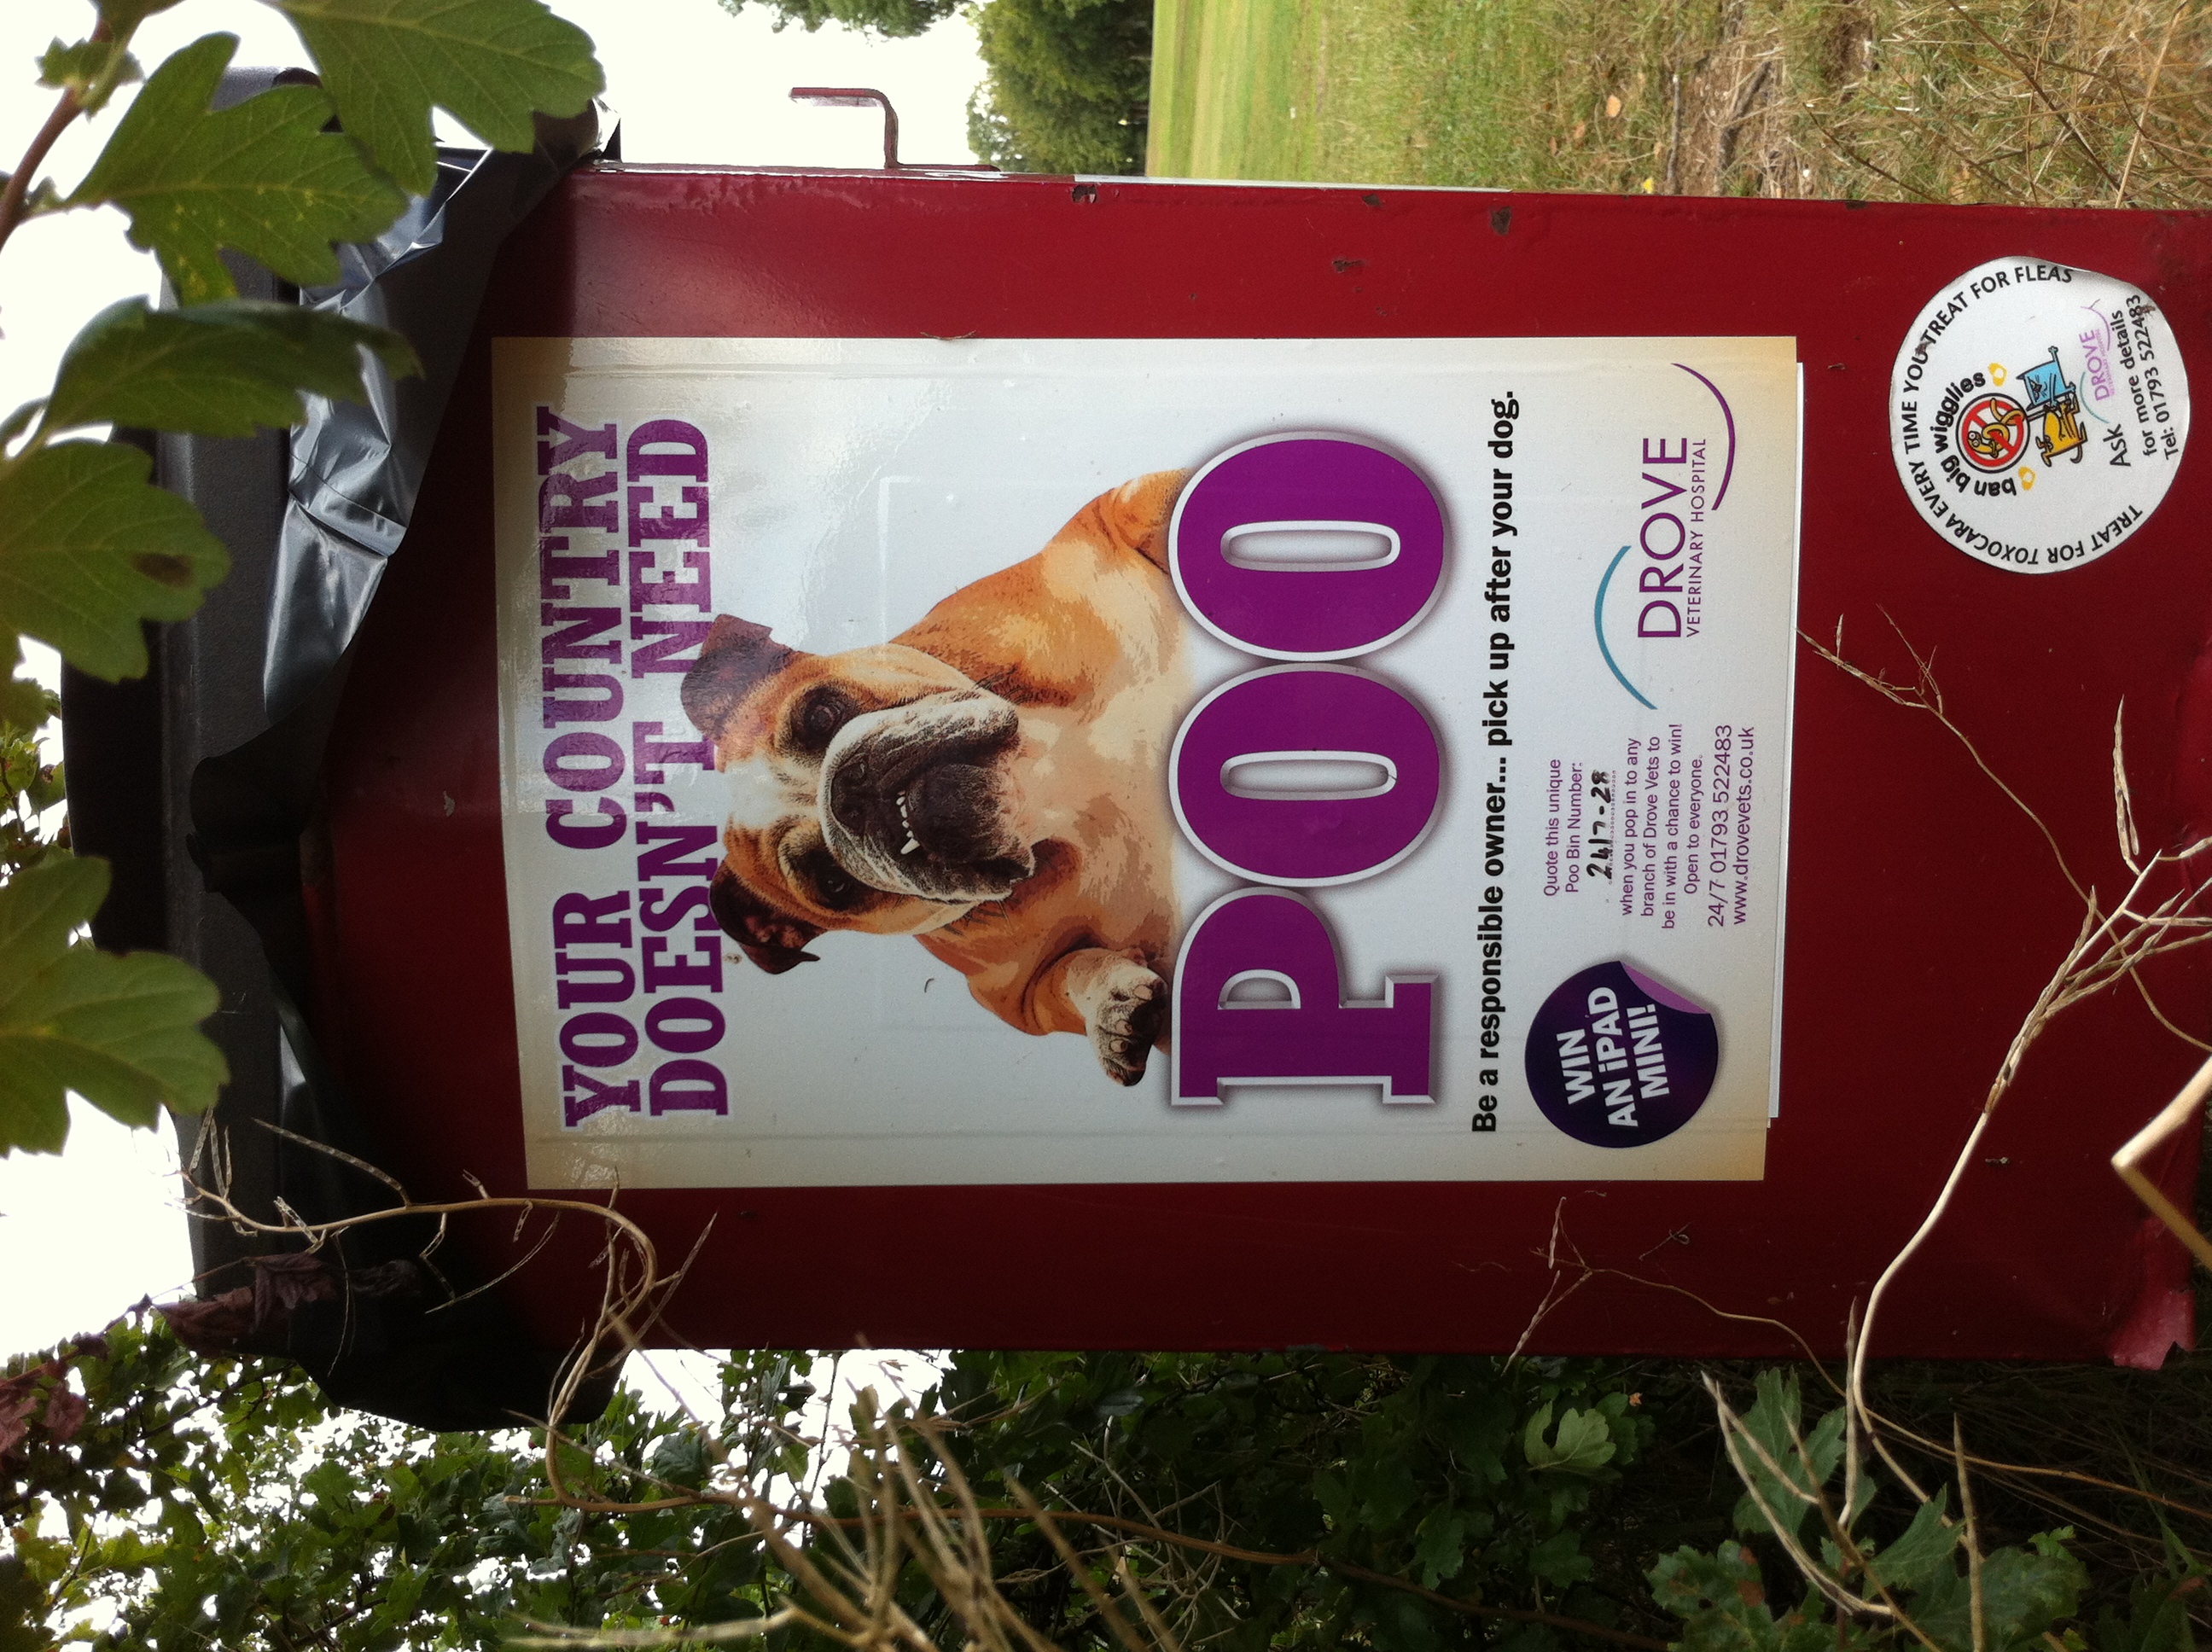 YOUR COUNTRY
DOESN'T NEED
POO
Be a responsible owner... pick up after your dog.
WIN
AN iPAD
MINI!
Quote this unique
Poo Bin Number:
2417-28
when you pop in to any
branch of Drove Vets to
be in with a chance to win!
Open to everyone.
24/7 01793 522483
www.drovevets.co.uk
DROVE
VETERINARY HOSPITAL
TREAT FOR TOXOCARA EVERY TIME YOU TREAT FOR FLEAS
ban big wigglies
Ask DROVE
VETERINARY HOSPITAL
for more details
Tel: 01793 522483